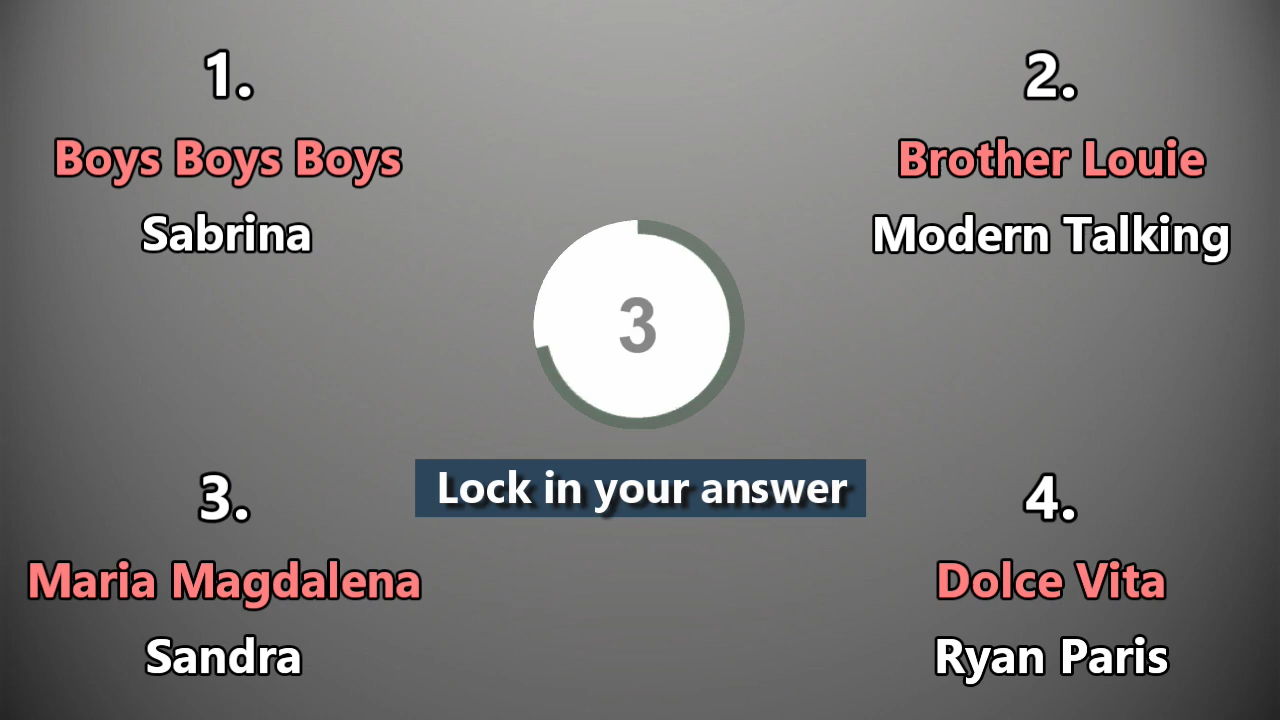 1.
Boys Boys Boys
Sabrina
2.
Brother Louie
Modern Talking
3
Lock in your answer
3.
Maria Magdalena
Sandra
4.
Dolce Vita
Ryan Paris